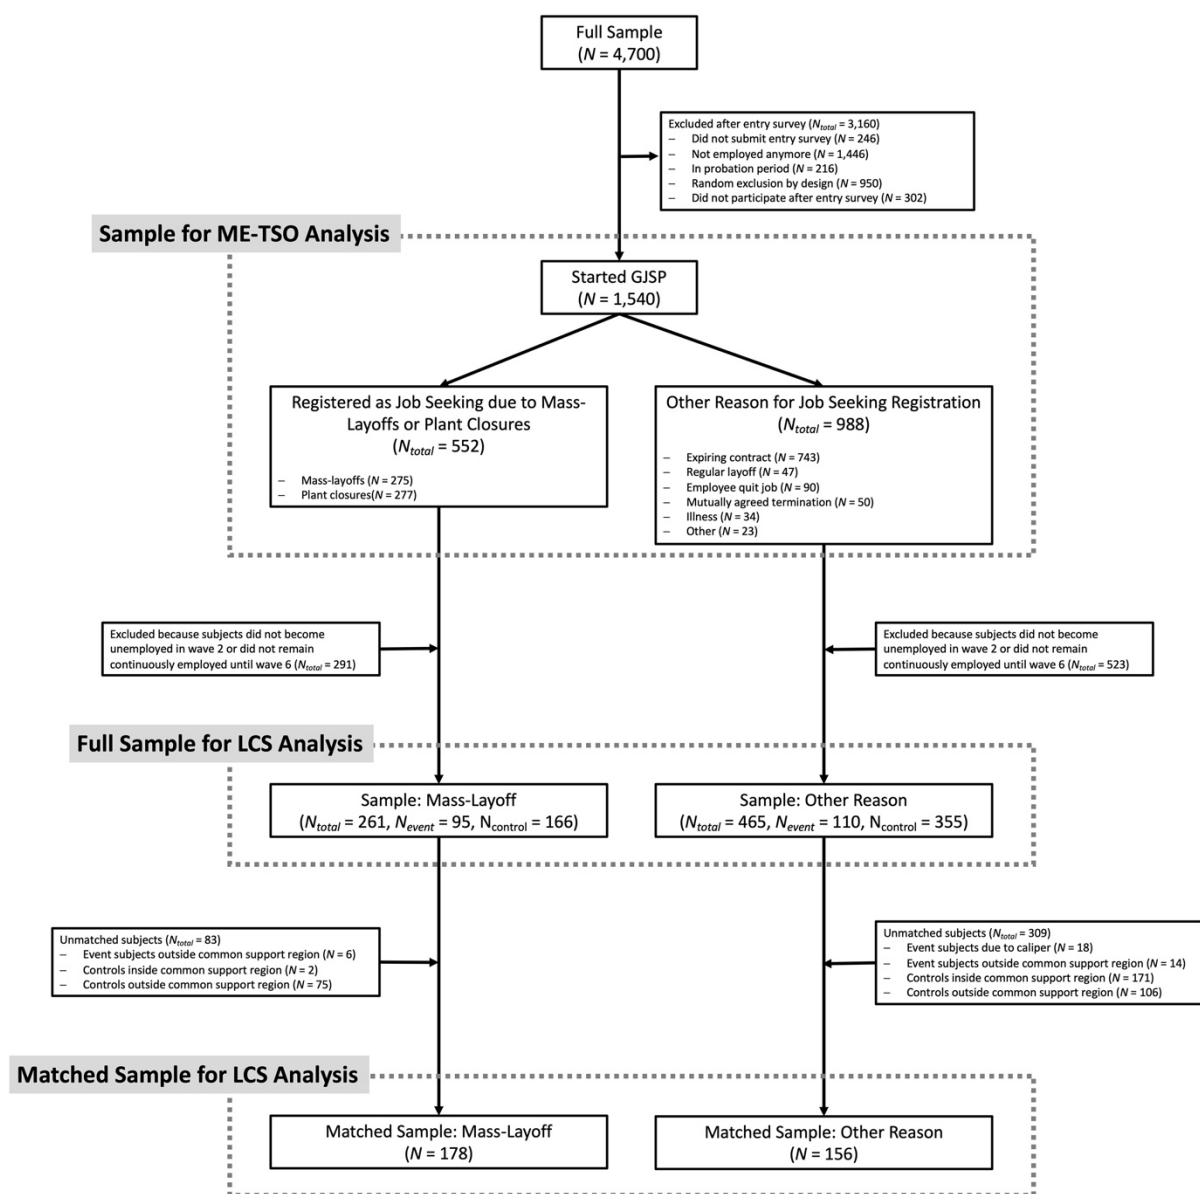 Full Sample
(N = 4,700)
Excluded after entry survey (Ntotal = 3,160)
– Did not submit entry survey (N = 246)
– Not employed anymore (N = 1,446)
– In probation period (N = 216)
– Random exclusion by design (N = 950)
– Did not participate after entry survey (N = 302)
Sample for ME-TSO Analysis
Started GJSP
(N = 1,540)
Registered as Job Seeking due to Mass-
Layoffs or Plant Closures
(Ntotal = 552)
– Mass-layoffs (N = 275)
– Plant closures(N = 277)
Other Reason for Job Seeking Registration
(Ntotal = 988)
– Expiring contract (N = 743)
– Regular layoff (N = 47)
– Employee quit job (N = 90)
– Mutually agreed termination (N = 50)
– Illness (N = 34)
– Other (N = 23)
Excluded because subjects did not become
unemployed in wave 2 or did not remain
continuously employed until wave 6 (Ntotal = 291)
Excluded because subjects did not become
unemployed in wave 2 or did not remain
continuously employed until wave 6 (Ntotal = 523)
Full Sample for LCS Analysis
Sample: Mass-Layoff
(Ntotal = 261, Nevent = 95, Ncontrol = 166)
Sample: Other Reason
(Ntotal = 465, Nevent = 110, Ncontrol = 355)
Unmatched subjects (Ntotal = 83)
– Event subjects outside common support region (N = 6)
– Controls inside common support region (N = 2)
– Controls outside common support region (N = 75)
Unmatched subjects (Ntotal = 309)
– Event subjects due to caliper (N = 18)
– Event subjects outside common support region (N = 14)
– Controls inside common support region (N = 171)
– Controls outside common support region (N = 106)
Matched Sample for LCS Analysis
Matched Sample: Mass-Layoff
(N = 178)
Matched Sample: Other Reason
(N = 156)